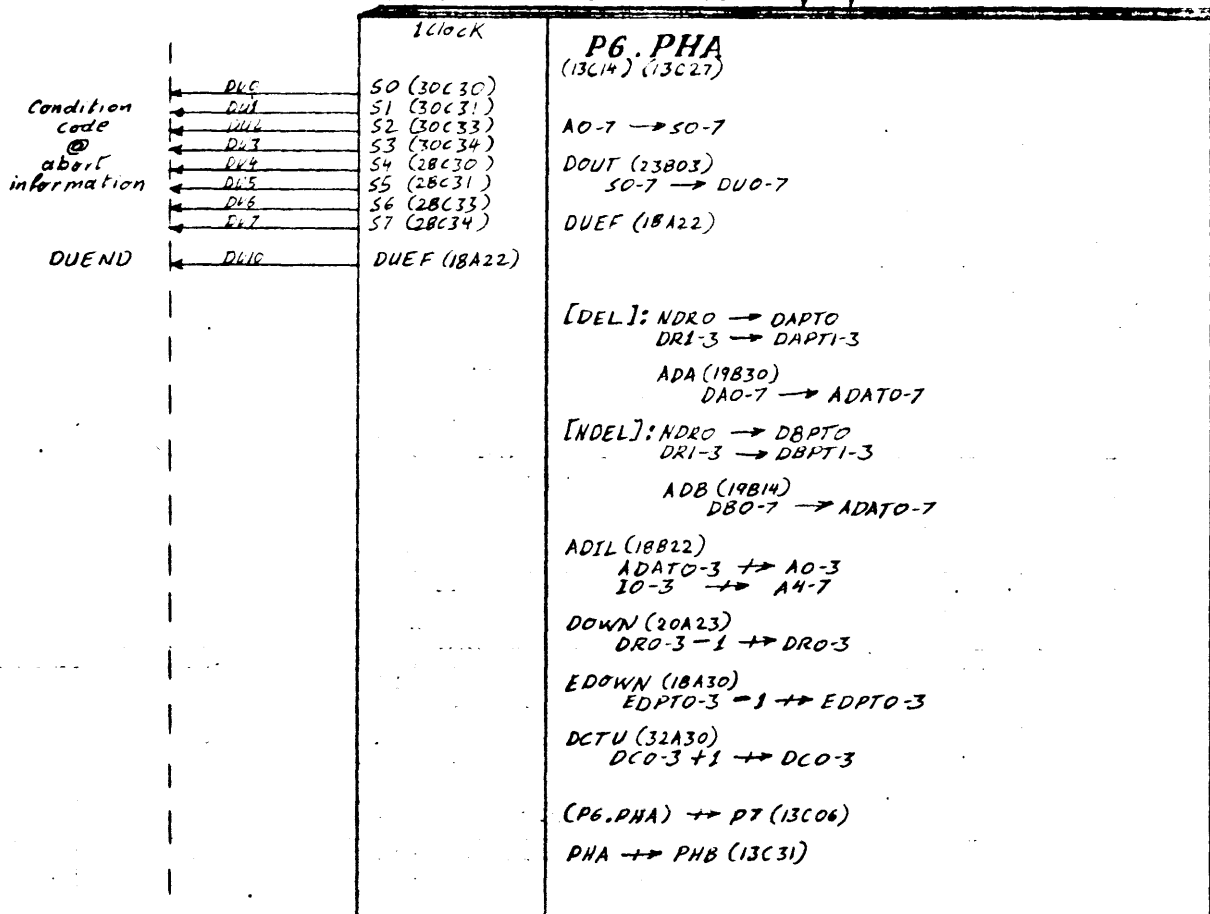 1 clock
P6.PHA
(13C14) (13C27)
DU0 S0 (30C30)
DU1 S1 (30C31)
DU2 S2 (30C33)
DU3 S3 (30C34)
DU4 S4 (28C30)
DU5 S5 (28C31)
DU6 S6 (28C33)
DU7 S7 (28C34)
Condition
code
@
abort
information
DUEND DU10 DUEF (18A22)
A0-7 → S0-7
DOUT (23B03)
S0-7 → DU0-7
DUEF (18A22)
[DEL]: NDR0 → DAPT0
DR1-3 → DAPT1-3
ADA (19B30)
DA0-7 → ADAT0-7
[NDEL]: NDR0 → DBPT0
DR1-3 → DBPT1-3
ADB (19B14)
DB0-7 → ADAT0-7
ADIL (18B22)
ADAT0-3 ↛ A0-3
I0-3 ↛ A4-7
DOWN (20A23)
DR0-3 - 1 ↛ DR0-3
EDOWN (18A30)
EDPT0-3 - 1 ↛ EDPT0-3
DCTU (32A30)
DC0-3 + 1 ↛ DC0-3
(P6.PHA) ↛ P7 (13C06)
PHA ↛ PHB (13C31)